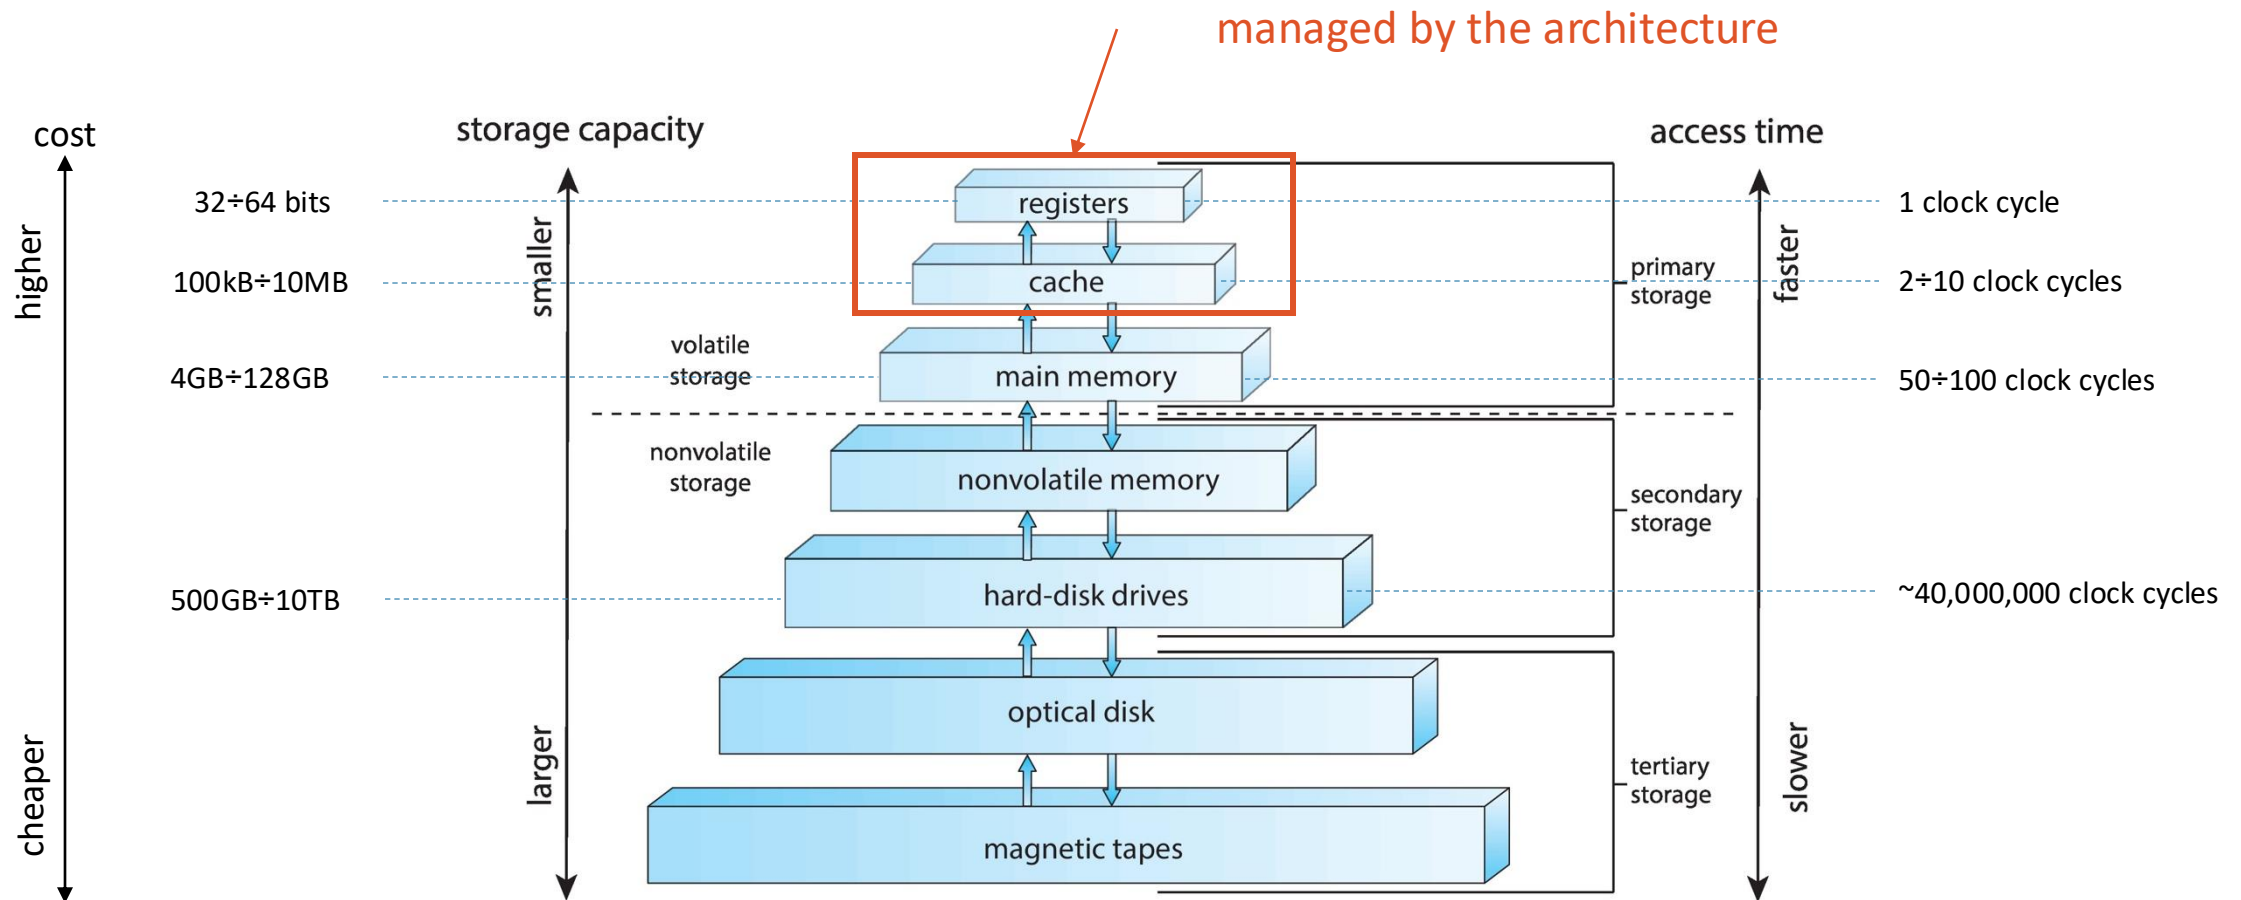 managed by the architecture
cost
storage capacity
access time
32÷64 bits
registers
1 clock cycle
higher
smaller
faster
primary
storage
100kB÷10MB
cache
2÷10 clock cycles
volatile
storage
4GB÷128GB
main memory
50÷100 clock cycles
nonvolatile
storage
nonvolatile memory
secondary
storage
500GB÷10TB
hard-disk drives
~40,000,000 clock cycles
optical disk
cheaper
larger
slower
tertiary
storage
magnetic tapes